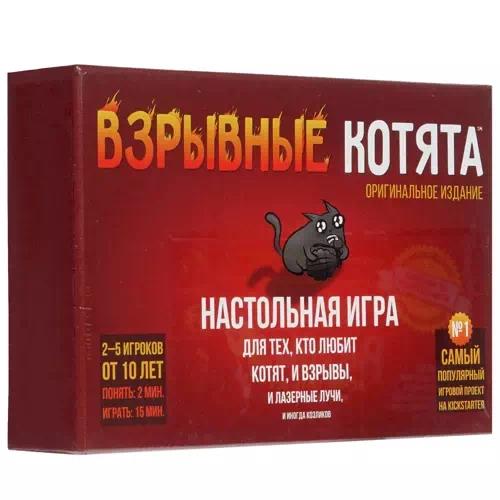 ВЗРЫВНЫЕ КОТЯТА™
ОРИГИНАЛЬНОЕ ИЗДАНИЕ
НАСТОЛЬНАЯ ИГРА
ДЛЯ ТЕХ, КТО ЛЮБИТ
КОТЯТ, И ВЗРЫВЫ,
И ЛАЗЕРНЫЕ ЛУЧИ,
И ИНОГДА КОЗЛИКОВ
2–5 ИГРОКОВ
ОТ 10 ЛЕТ
ПОНЯТЬ: 2 МИН.
ИГРАТЬ: 15 МИН.
№1
САМЫЙ
ПОПУЛЯРНЫЙ
ИГРОВОЙ ПРОЕКТ
НА KICKSTARTER